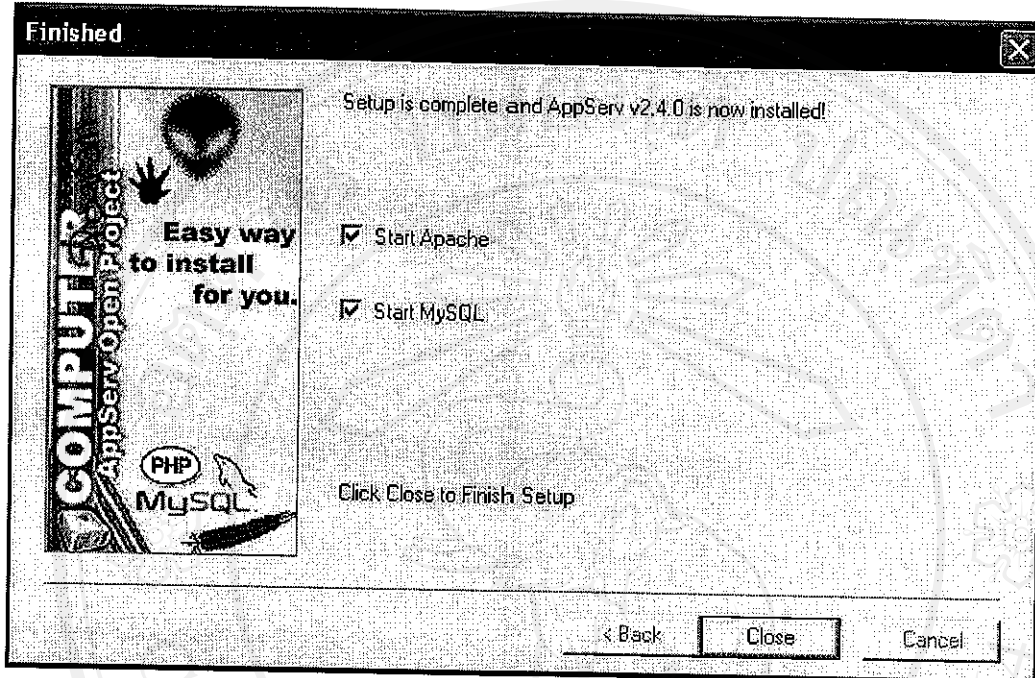 Finished
Setup is complete and AppServ v2.4.0 is now installed!
COMPUTER
AppServ Open Project
Easy way
to install
for you.
Start Apache
Start MySQL
PHP
MySQL
Click Close to Finish Setup
< Back
Close
Cancel